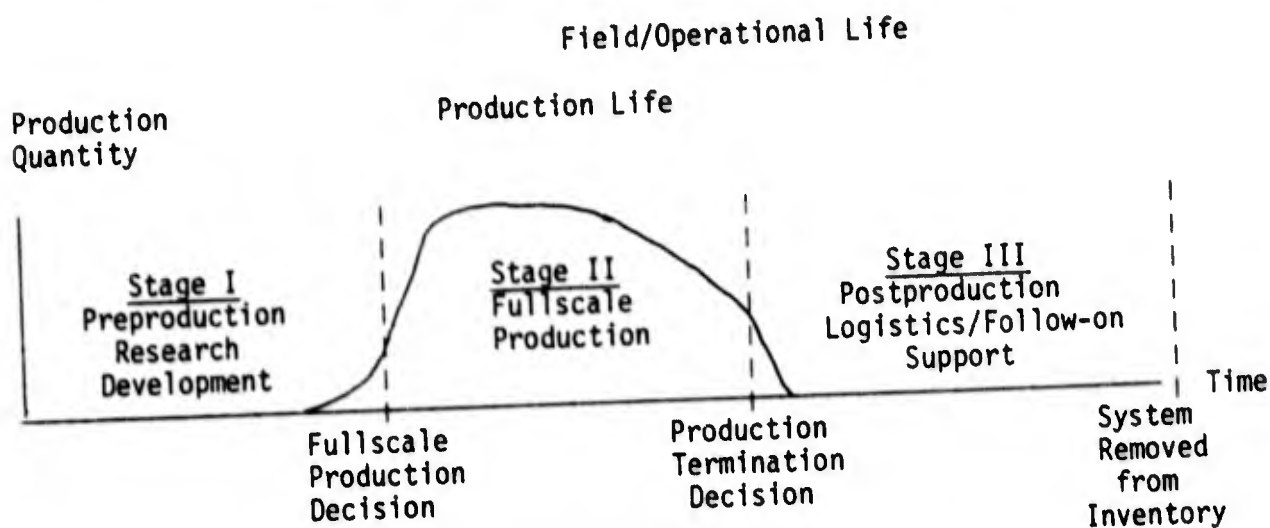 Field/Operational Life
Production Life
Production
Quantity
Stage I
Preproduction
Research
Development
Stage II
Fullscale
Production
Stage III
Postproduction
Logistics/Follow-on
Support
Time
Fullscale
Production
Decision
Production
Termination
Decision
System
Removed
from
Inventory